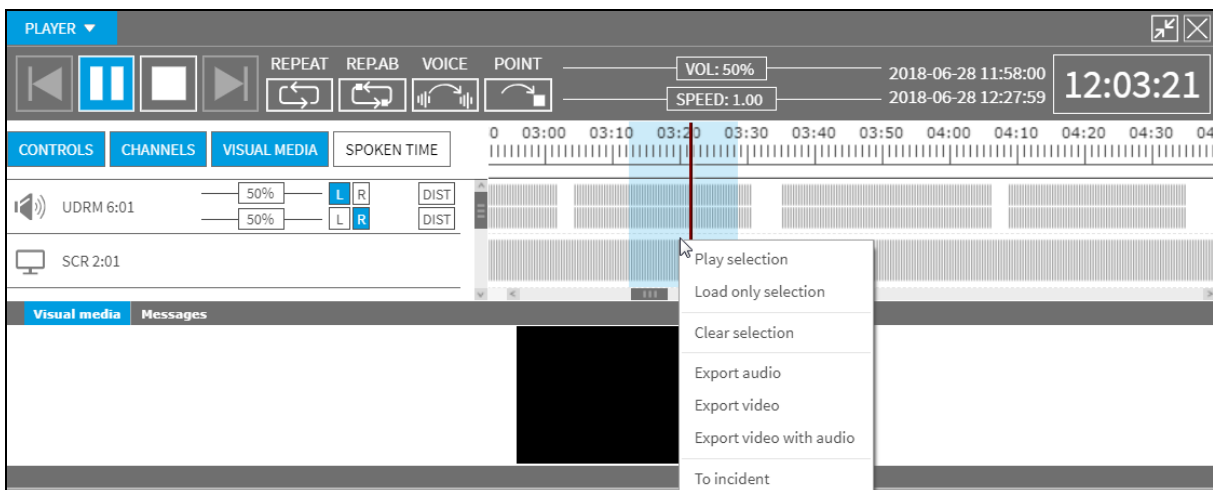 PLAYER
REPEAT REP.AB VOICE POINT
VOL: 50%
SPEED: 1.00
2018-06-28 11:58:00
2018-06-28 12:27:59
12:03:21
CONTROLS CHANNELS VISUAL MEDIA SPOKEN TIME
0 03:00 03:10 03:20 03:30 03:40 03:50 04:00 04:10 04:20 04:30 04
UDRM 6:01
50% L R DIST
50% L R DIST
SCR 2:01
Play selection
Load only selection
Clear selection
Export audio
Export video
Export video with audio
To incident
Visual media Messages